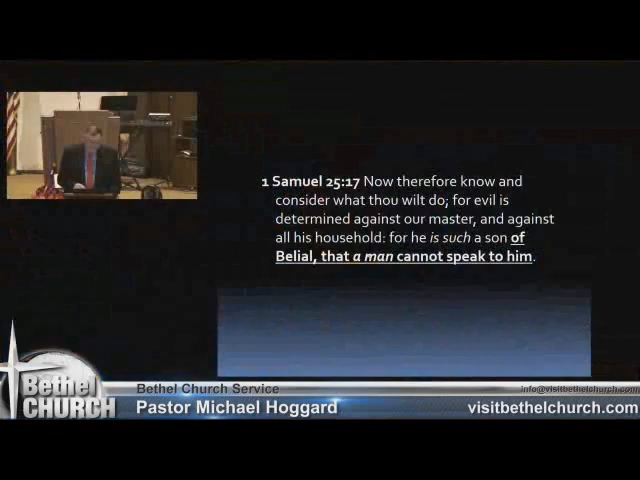 1 Samuel 25:17 Now therefore know and
consider what thou wilt do; for evil is
determined against our master, and against
all his household: for he is such a son of
Belial, that a man cannot speak to him.
Bethel
CHURCH
Bethel Church Service
info@visitbethelchurch.com
Pastor Michael Hoggard
visitbethelchurch.com